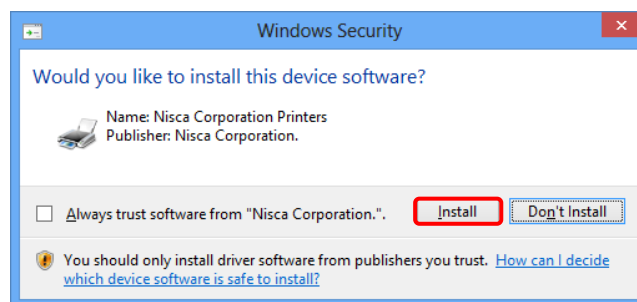 Windows Security
Would you like to install this device software?
Name: Nisca Corporation Printers
Publisher: Nisca Corporation.
Always trust software from "Nisca Corporation.". Install Don't Install
You should only install driver software from publishers you trust. How can I decide
which device software is safe to install?